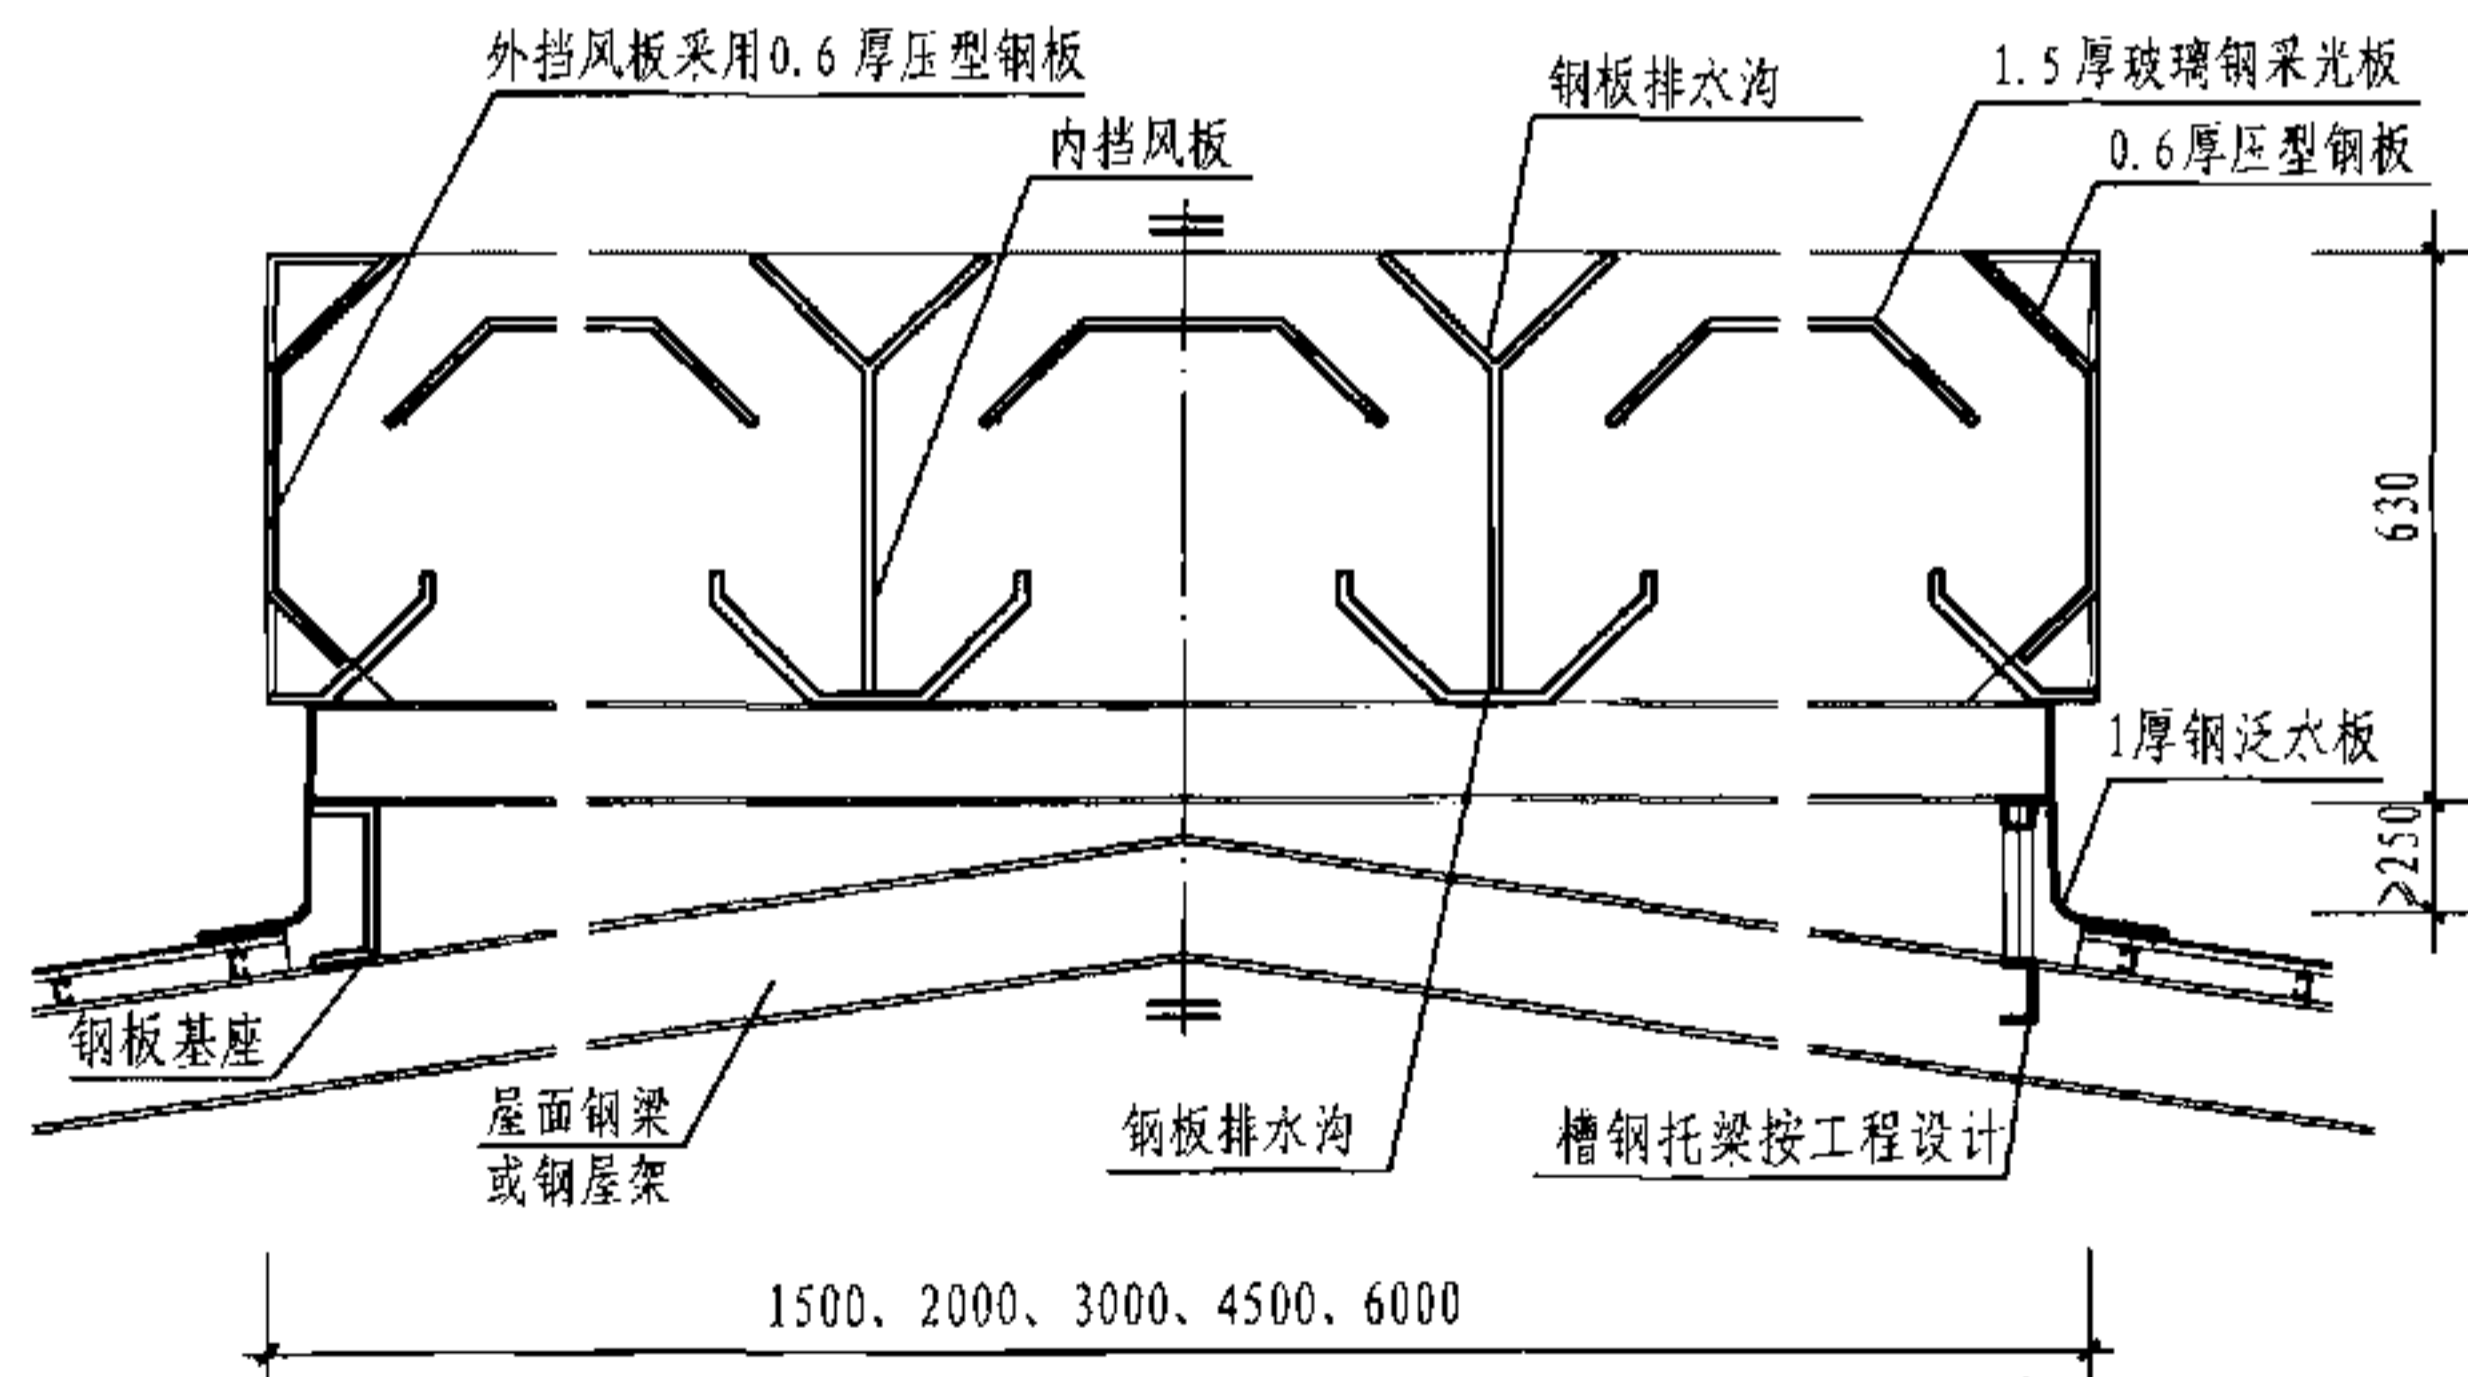 外挡风板采用0.6厚压型钢板
钢板排水沟
1.5厚玻璃钢采光板
内挡风板
0.6厚压型钢板
630
1厚钢泛水板
>250
钢板基座
屋面钢梁
或钢屋架
钢板排水沟
槽钢托梁按工程设计
1500、2000、3000、4500、6000